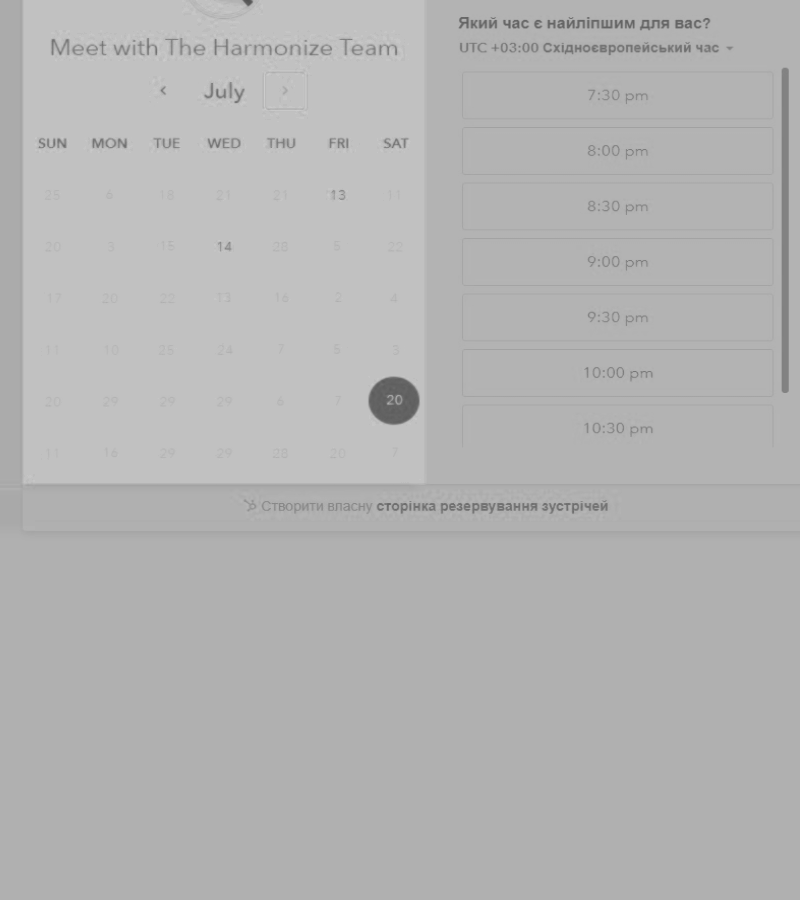 Meet with The Harmonize Team
July
SUN MON TUE WED THU FRI SAT
25 6 18 21 21 13 11
20 3 15 14 28 5 22
17 20 22 13 16 2 4
11 10 25 24 7 5 3
20 29 29 29 6 7 20
11 16 29 29 28 20 7
Який час є найліпшим для вас?
UTC +03:00 Східноєвропейський час
7:30 pm
8:00 pm
8:30 pm
9:00 pm
9:30 pm
10:00 pm
10:30 pm
Створити власну сторінка резервування зустрічей